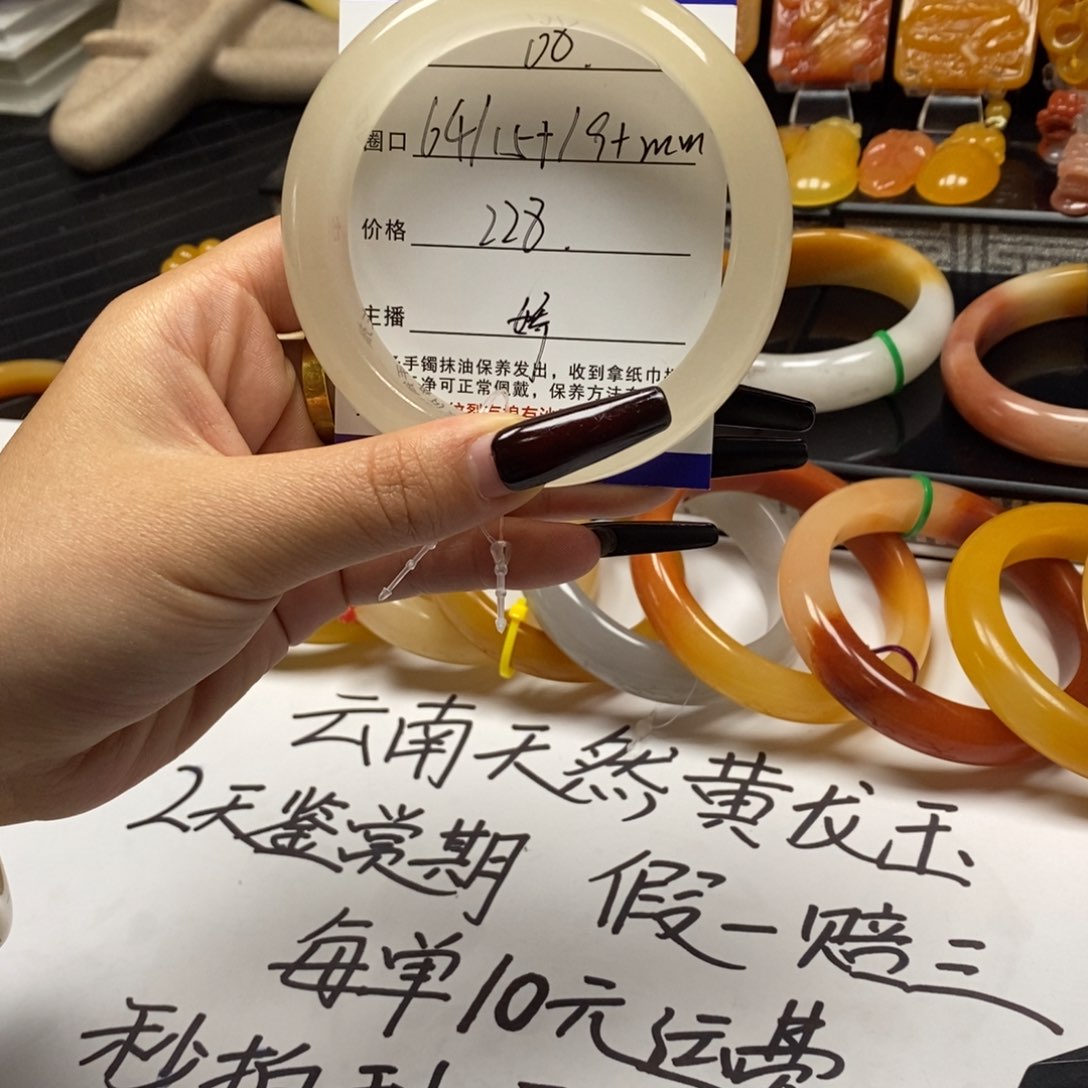 00.
圈口 64/15+/9+mm
价格 228.
主播
手镯抹油保养发出，收到拿纸巾
净可正常佩戴，保养方法
云南天然黄龙玉
2天鉴赏期 假一赔三
每单10元运费
秒拍